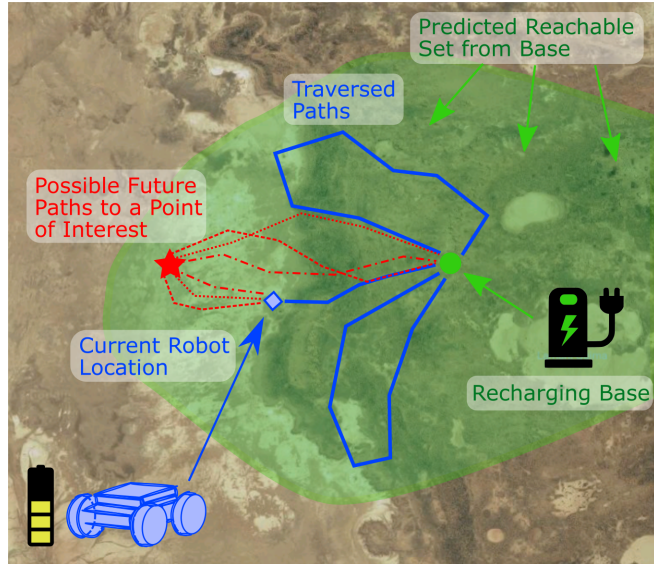 Predicted Reachable
Set from Base
Traversed
Paths
Possible Future
Paths to a Point
of Interest
Current Robot
Location
Recharging Base